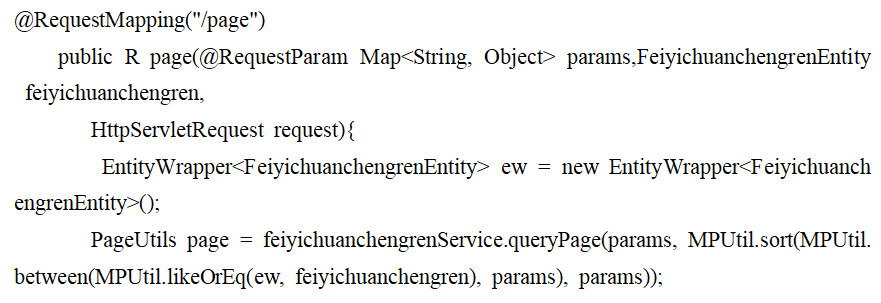 @RequestMapping("/page")
public R page(@RequestParam Map<String, Object> params,FeiyichuanchengrenEntity
feiyichuanchengren,
HttpServletRequest request){
EntityWrapper<FeiyichuanchengrenEntity> ew = new EntityWrapper<Feiyichuanch
engrenEntity>();
PageUtils page = feiyichuanchengrenService.queryPage(params, MPUtil.sort(MPUtil.
between(MPUtil.likeOrEq(ew, feiyichuanchengren), params), params));